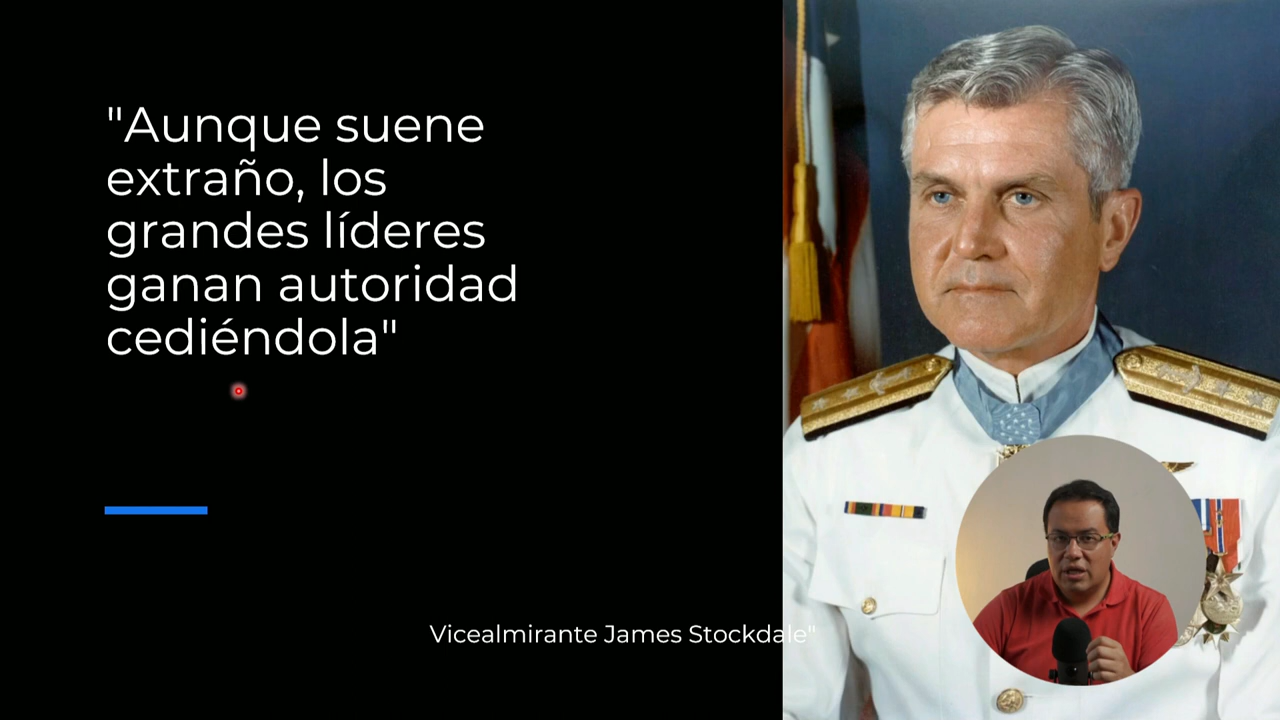 "Aunque suene
extraño, los
grandes líderes
ganan autoridad
cediéndola"
Vicealmirante James Stockdale"